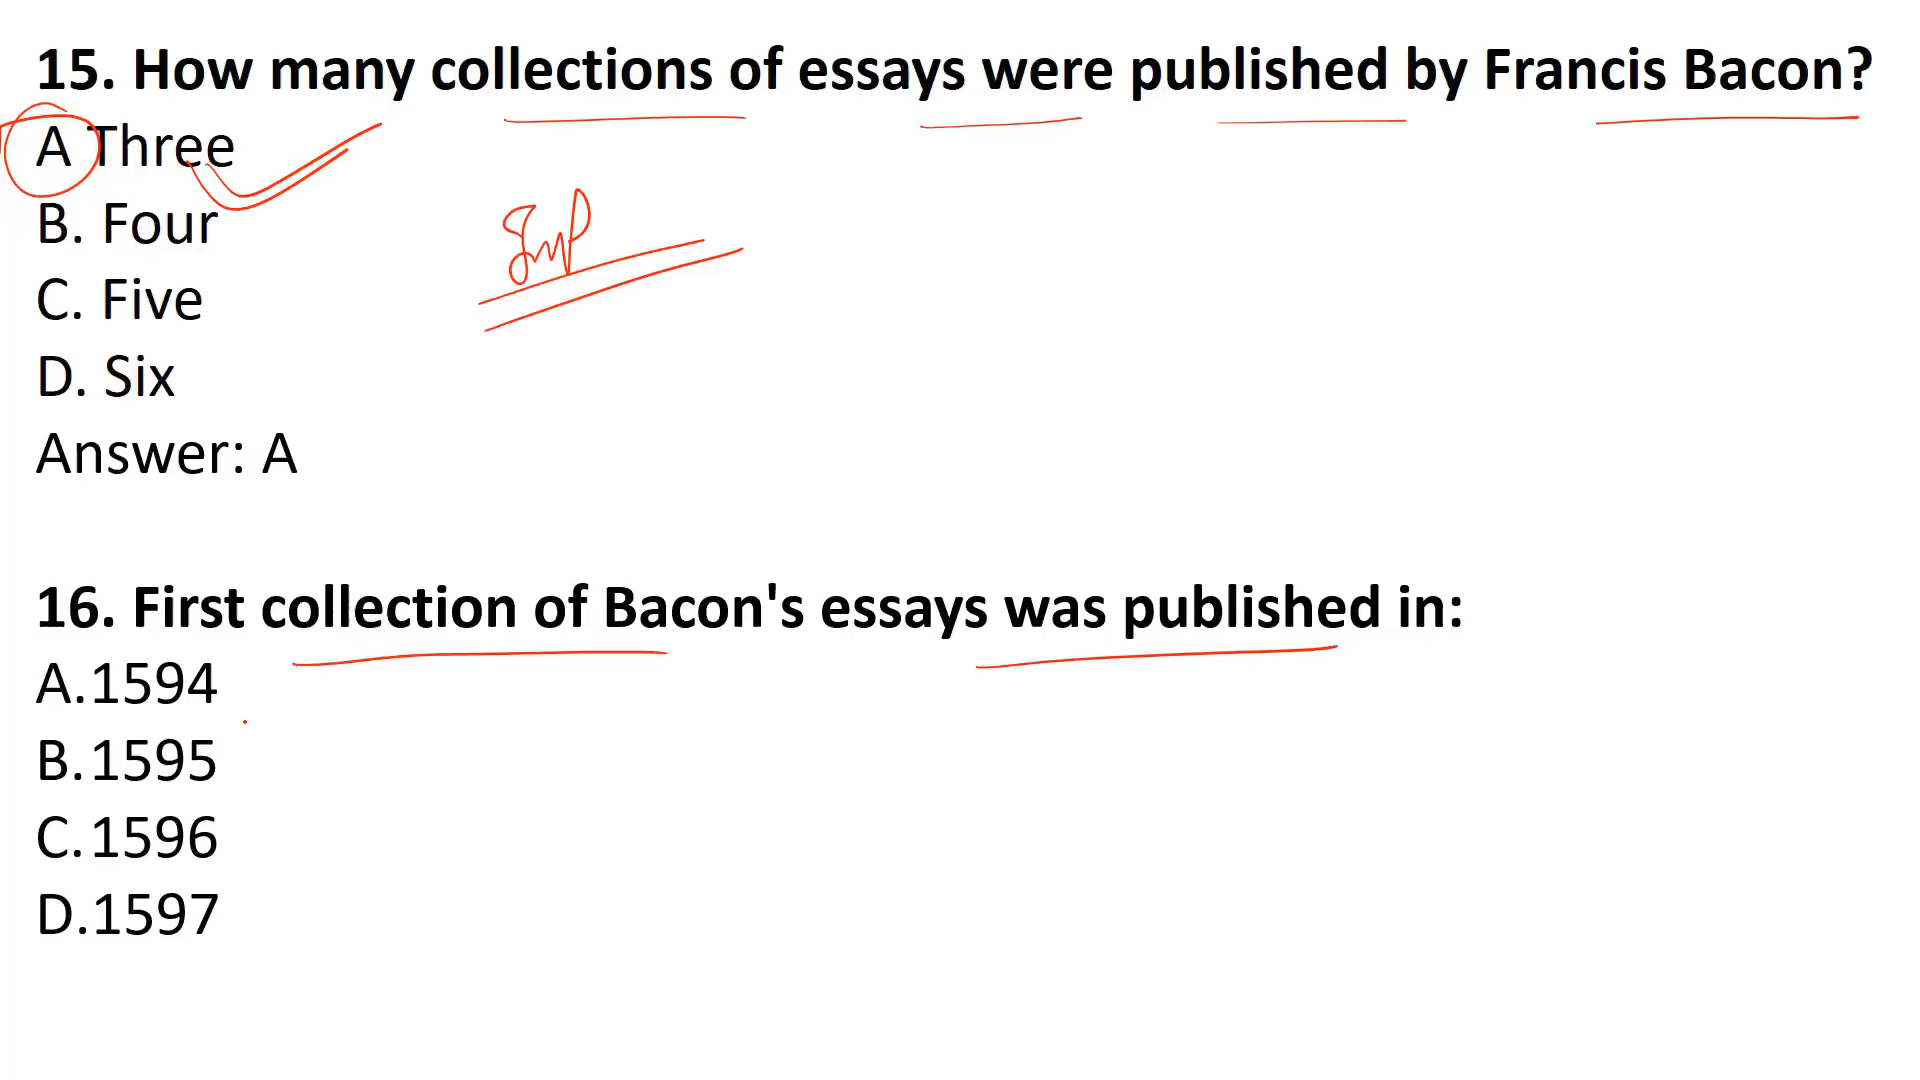 15. How many collections of essays were published by Francis Bacon?
A Three
B. Four
Imp
C. Five
D. Six
Answer: A
16. First collection of Bacon's essays was published in:
A.1594
B.1595
C.1596
D.1597